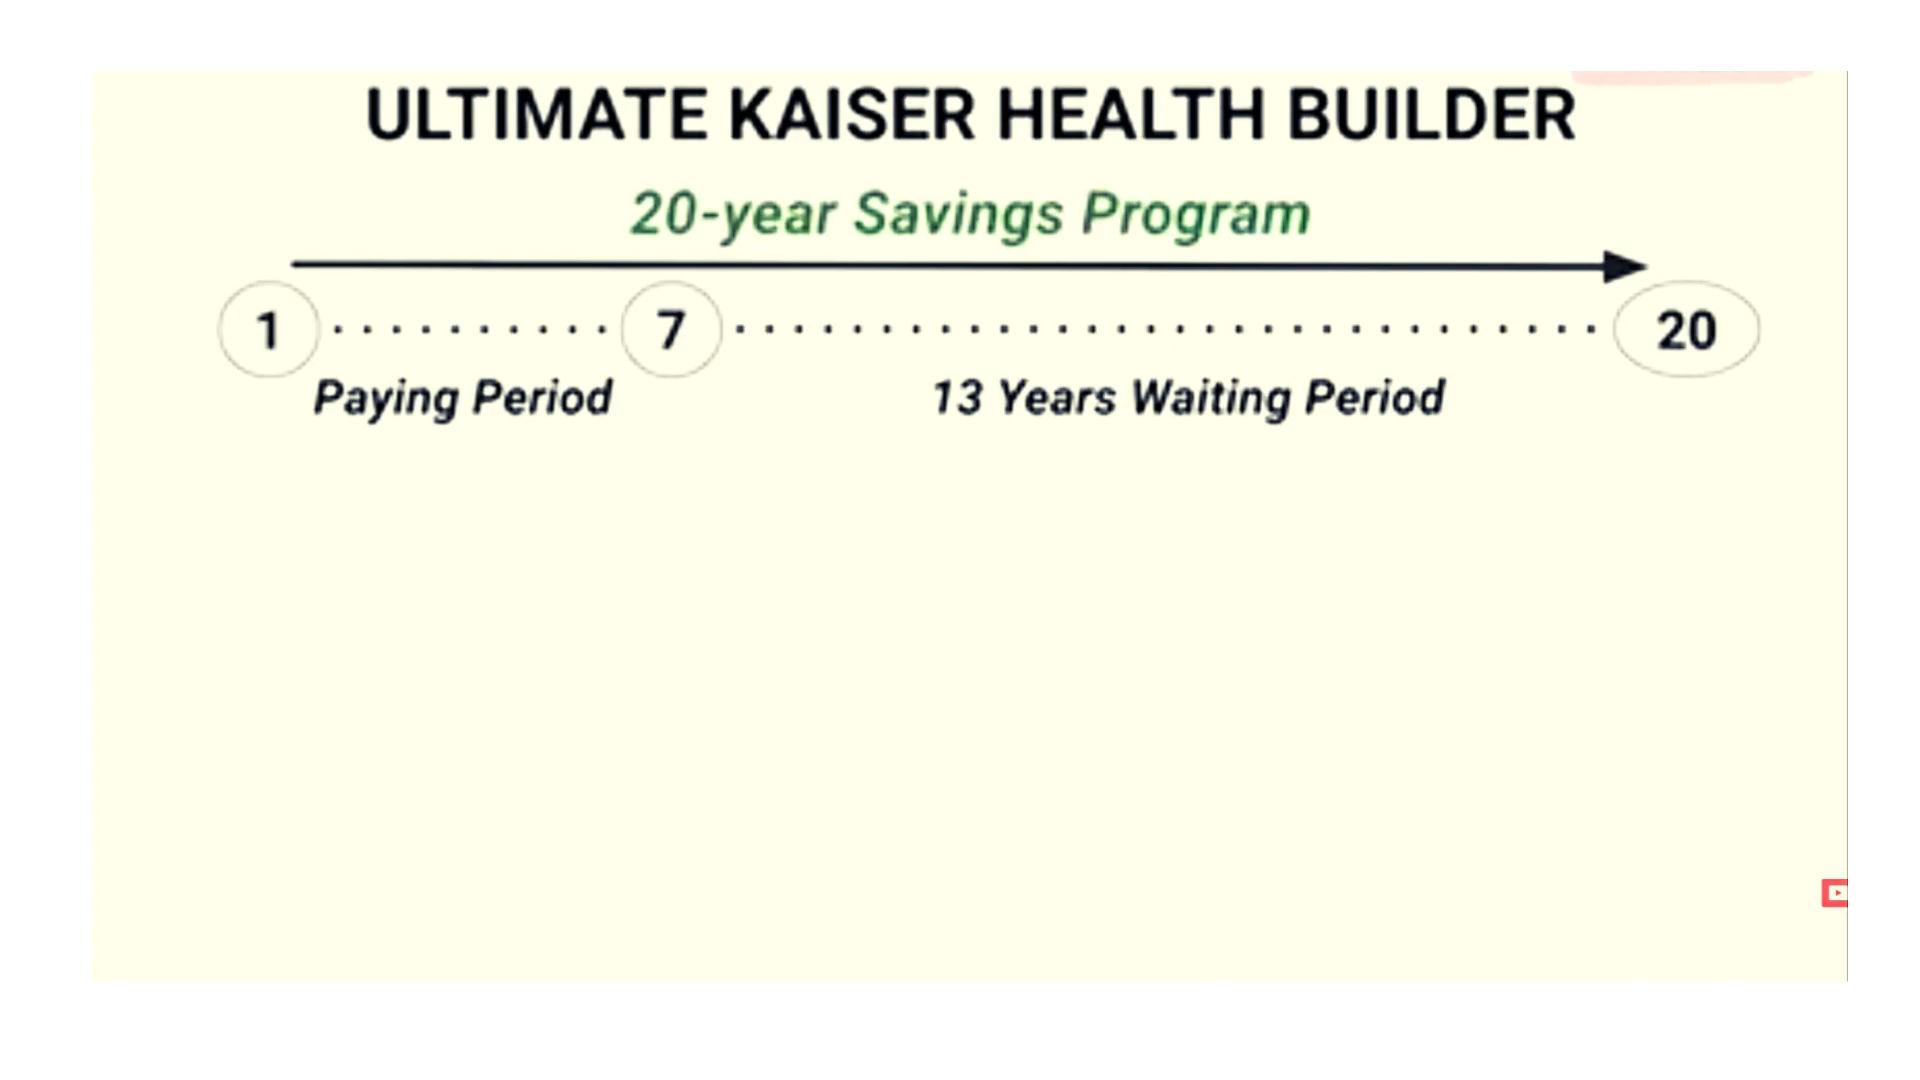 ULTIMATE KAISER HEALTH BUILDER
20-year Savings Program
1 7 20
Paying Period 13 Years Waiting Period